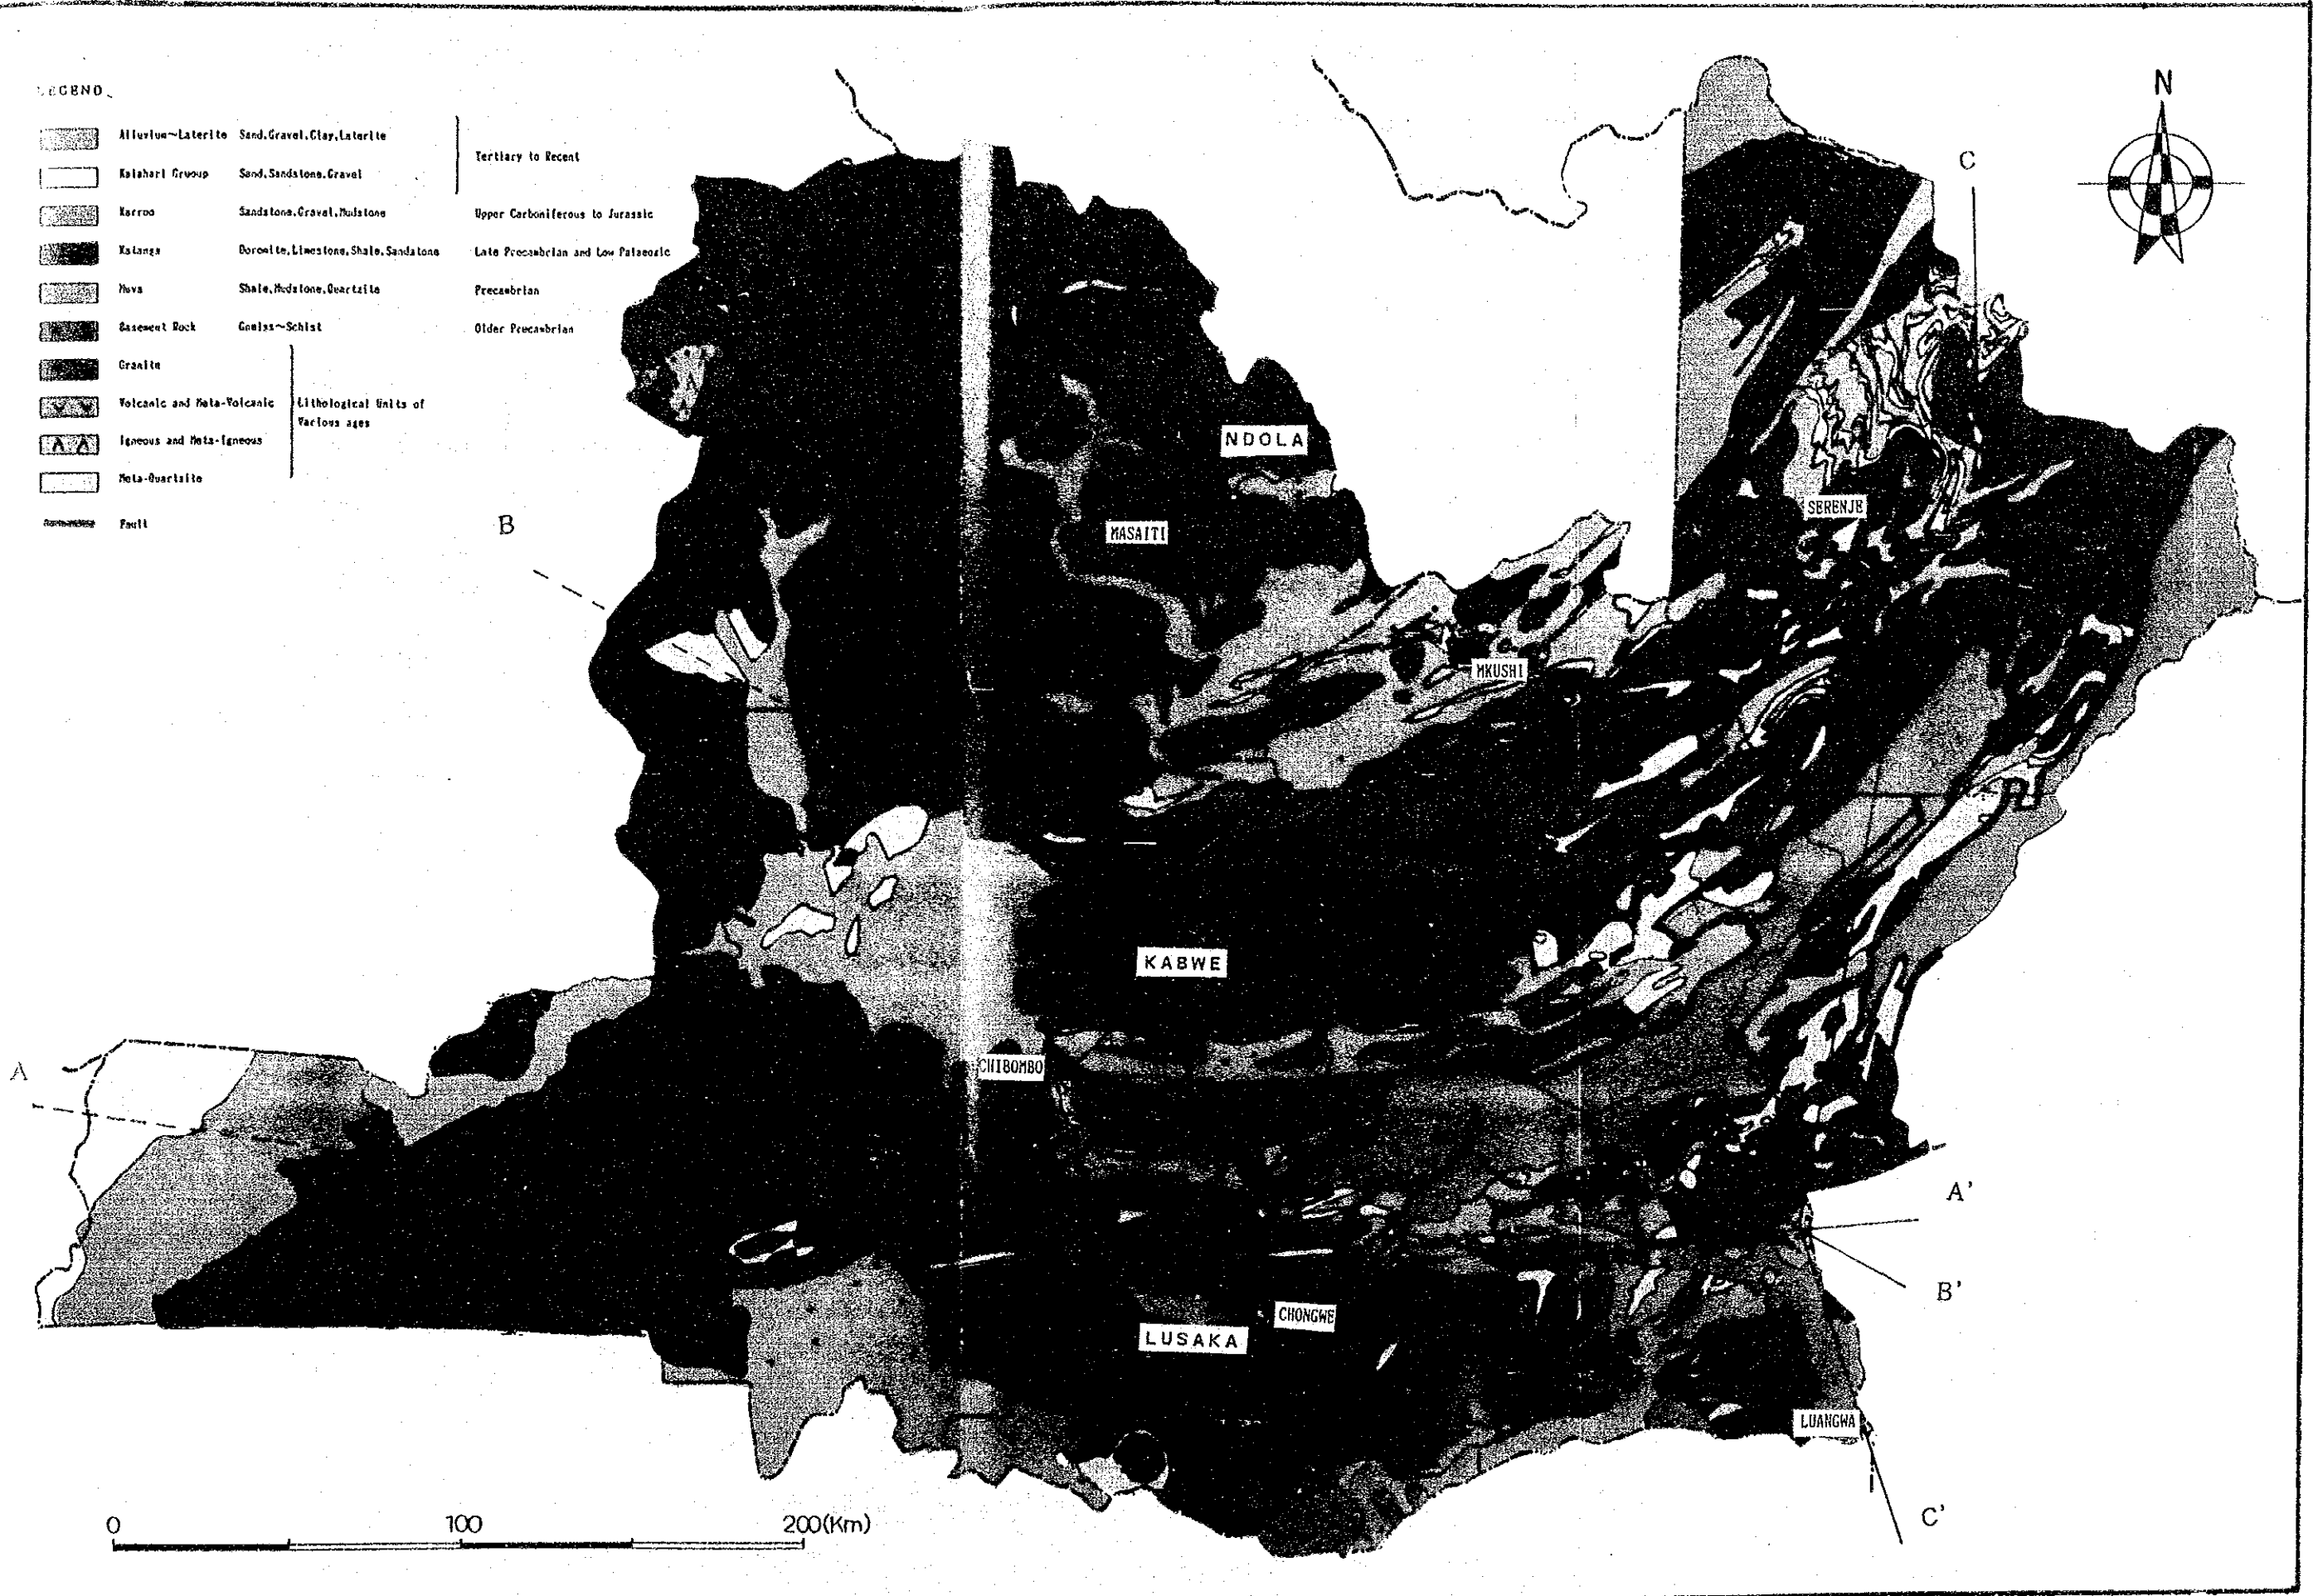 LEGEND
Alluvium~Laterite Sand,Gravel,Clay,Laterite
Tertiary to Recent
Kalahari Gruoup Sand,Sandstone,Gravel
Karroo Sandstone,Gravel,Mudstone Upper Carboniferous to Jurassic
Katanga Doromite,Limestone,Shale,Sandstone Late Precambrian and Low Palaeozic
Muva Shale,Mudstone,Quartzite Precambrian
Basement Rock Gneiss~Schist Older Precambrian
Granite
Volcanic and Meta-Volcanic
Lithological Units of
Various ages
Igneous and Meta-Igneous
Meta-Quartzite
Fault
N
C
A
NDOLA
B
MASAITI
SERENJE
MKUSHI
KABWE
CHIBOMBO
A
A'
B'
CHONGWE
LUSAKA
LUANGWA
C'
0 100 200(Km)